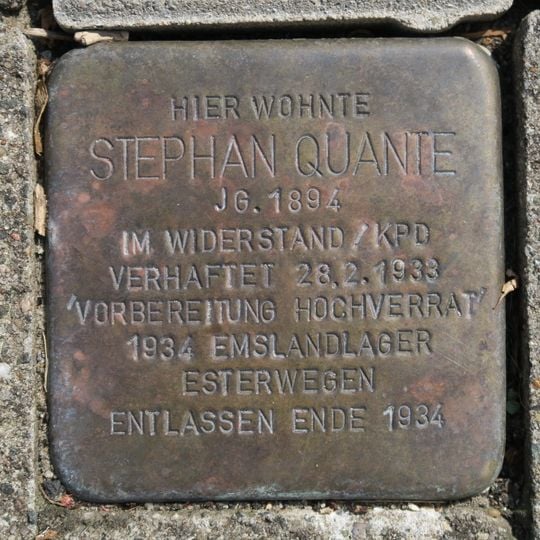 HIER WOHNTE
STEPHAN QUANTE
JG. 1894
IM WIDERSTAND / KPD
VERHAFTET 28.2.1933
'VORBEREITUNG HOCHVERRAT'
1934 EMSLANDLAGER
ESTERWEGEN
ENTLASSEN ENDE 1934